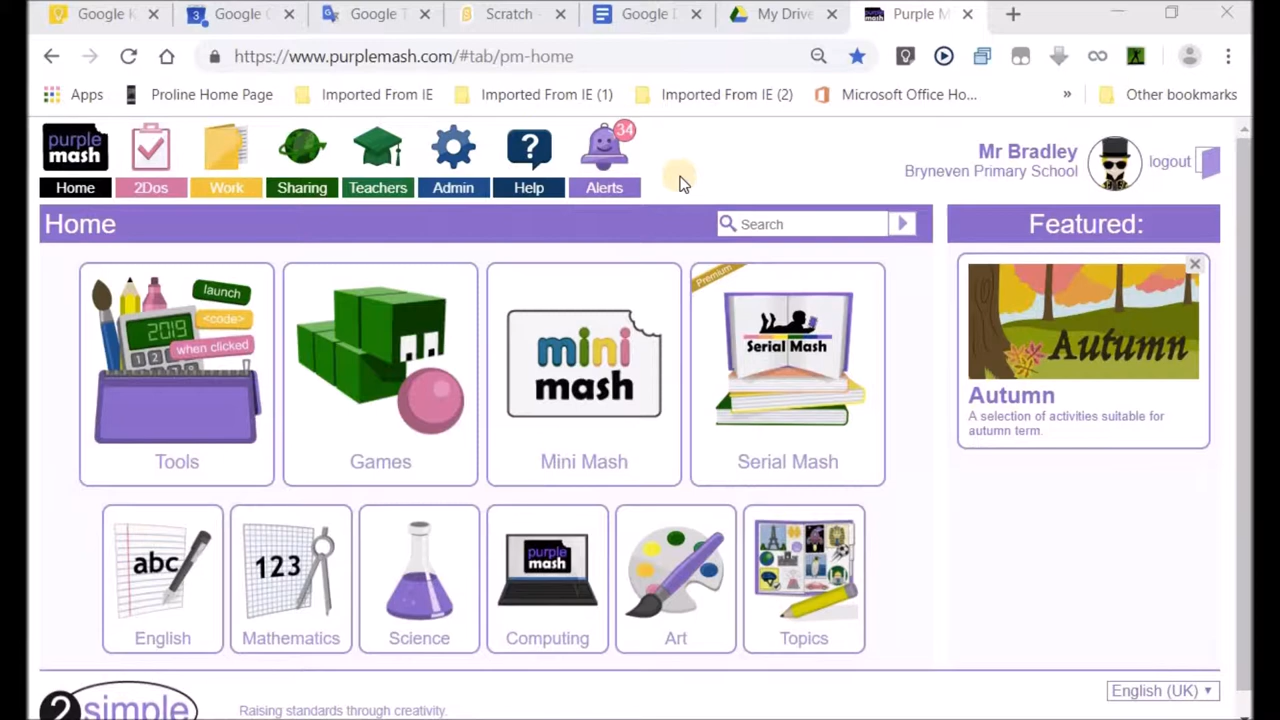 Google K
3
Google C
Google T
Scratch -
Google D
My Drive
Purple M
https://www.purplemash.com/#tab/pm-home
Apps
Proline Home Page
Imported From IE
Imported From IE (1)
Imported From IE (2)
Microsoft Office Ho...
»
Other bookmarks
purple
mash
34
Home
2Dos
Work
Sharing
Teachers
?
Admin
Help
Alerts
Mr Bradley
Bryneven Primary School
logout
Home
Search
Featured:
launch
<code>
2019
when clicked
Tools
Games
mini
mash
Mini Mash
Premium
Serial Mash
Serial Mash
Autumn
Autumn
A selection of activities suitable for
autumn term.
abc
English
123
Mathematics
Science
purple
mash
Computing
Art
Topics
2simple
Raising standards through creativity.
English (UK)